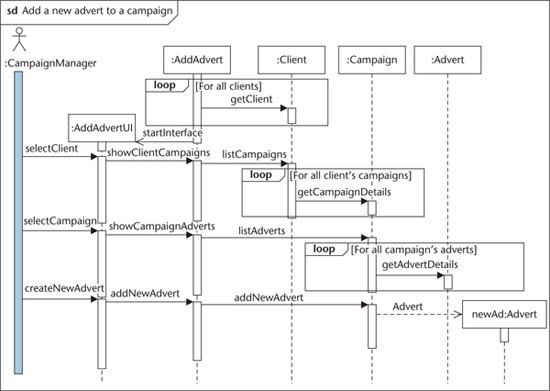 sd Add a new advert to a campaign
:CampaignManager
:AddAdvert
:Client
:Campaign
:Advert
loop [For all clients]
getClient
:AddAdvertUI
startInterface
selectClient
showClientCampaigns
listCampaigns
loop [For all client's campaigns]
getCampaignDetails
selectCampaign
showCampaignAdverts
listAdverts
loop [For all campaign's adverts]
getAdvertDetails
createNewAdvert
addNewAdvert
addNewAdvert
Advert
newAd:Advert